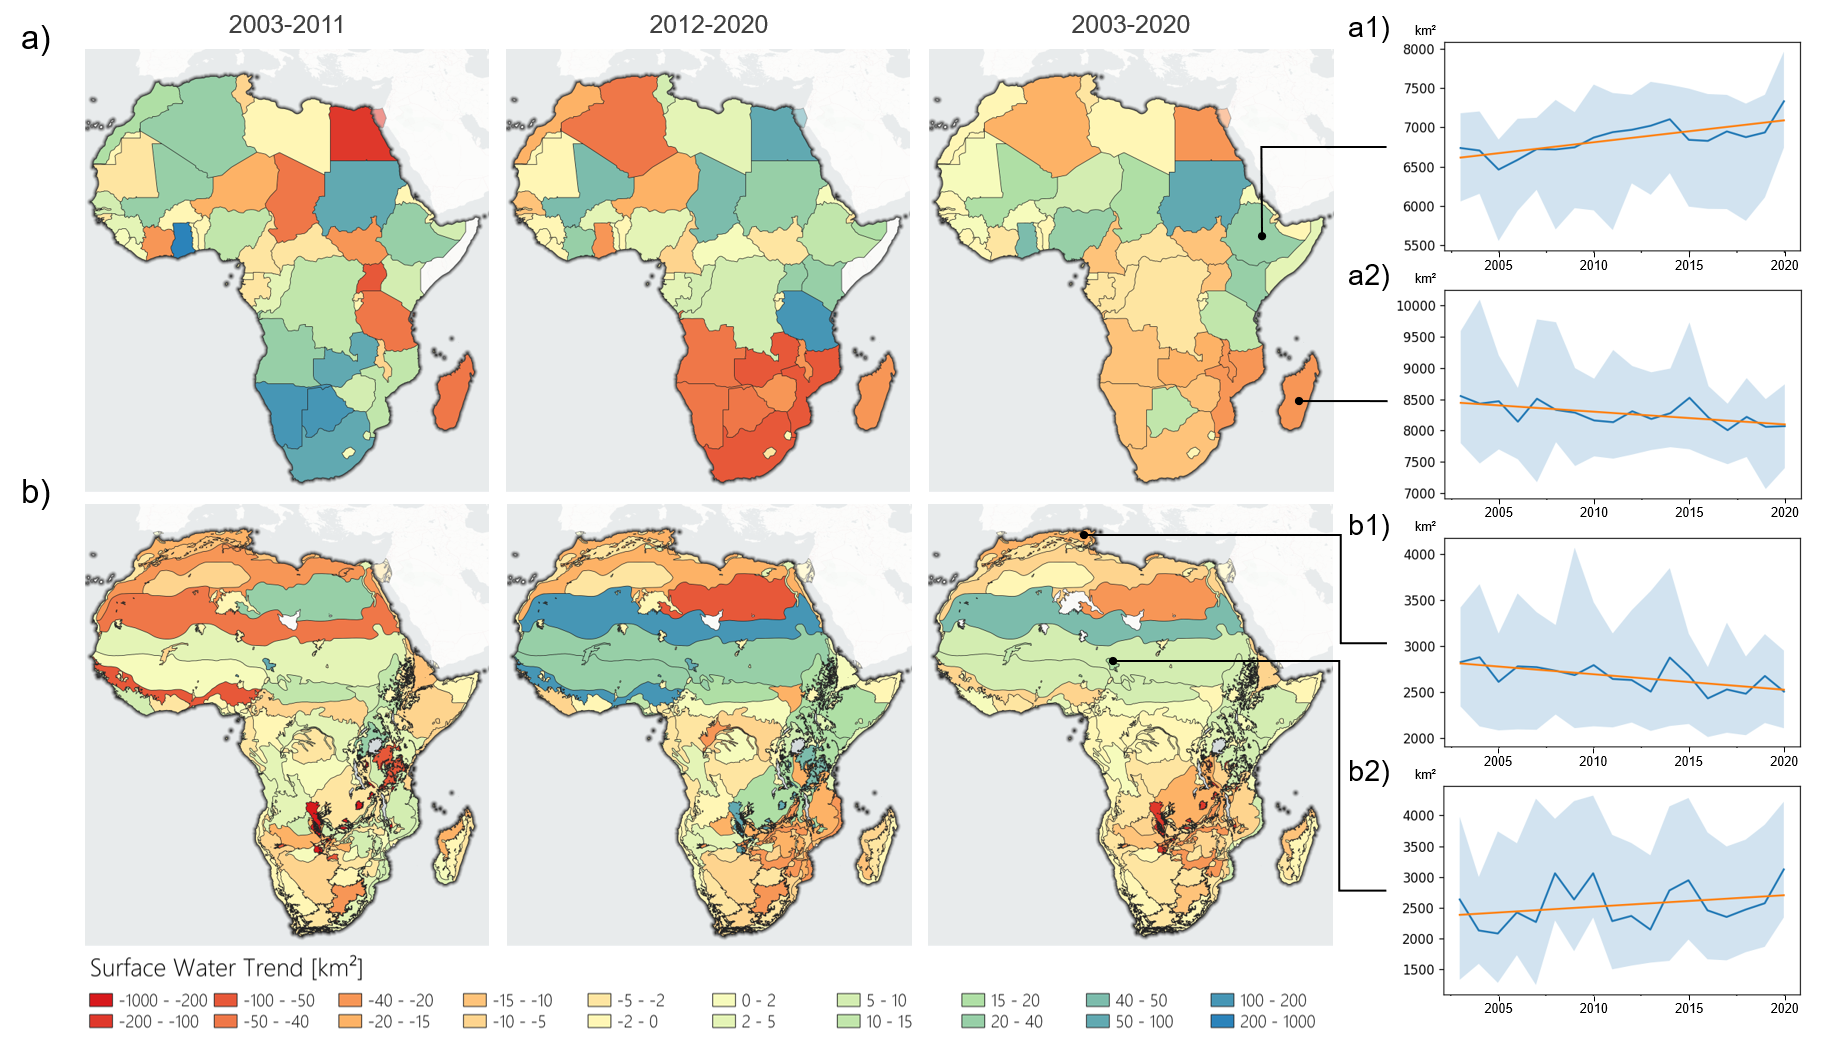 a)
2003-2011
2012-2020
2003-2020
a1)
km²
8000
7500
7000
6500
6000
5500
2005
2010
2015
2020
a2)
km²
10000
9500
9000
8500
8000
7500
7000
2005
2010
2015
2020
b)
b1)
km²
4000
3500
3000
2500
2000
2005
2010
2015
2020
b2)
km²
4000
3500
3000
2500
2000
1500
2005
2010
2015
2020
Surface Water Trend [km²]
-1000 - -200
-100 - -50
-40 - -20
-15 - -10
-5 - -2
0 - 2
5 - 10
15 - 20
40 - 50
100 - 200
-200 - -100
-50 - -40
-20 - -15
-10 - -5
-2 - 0
2 - 5
10 - 15
20 - 40
50 - 100
200 - 1000